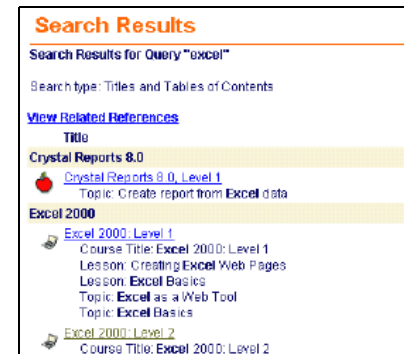 Search Results
Search Results for Query "excel"
Search type: Titles and Tables of Contents
View Related References
Title
Crystal Reports 8.0
Crystal Reports 8.0, Level 1
Topic: Create report from Excel data
Excel 2000
Excel 2000: Level 1
Course Title: Excel 2000: Level 1
Lesson: Creating Excel Web Pages
Lesson: Excel Basics
Topic: Excel as a Web Tool
Topic: Excel Basics
Excel 2000: Level 2
Course Title: Excel 2000: Level 2